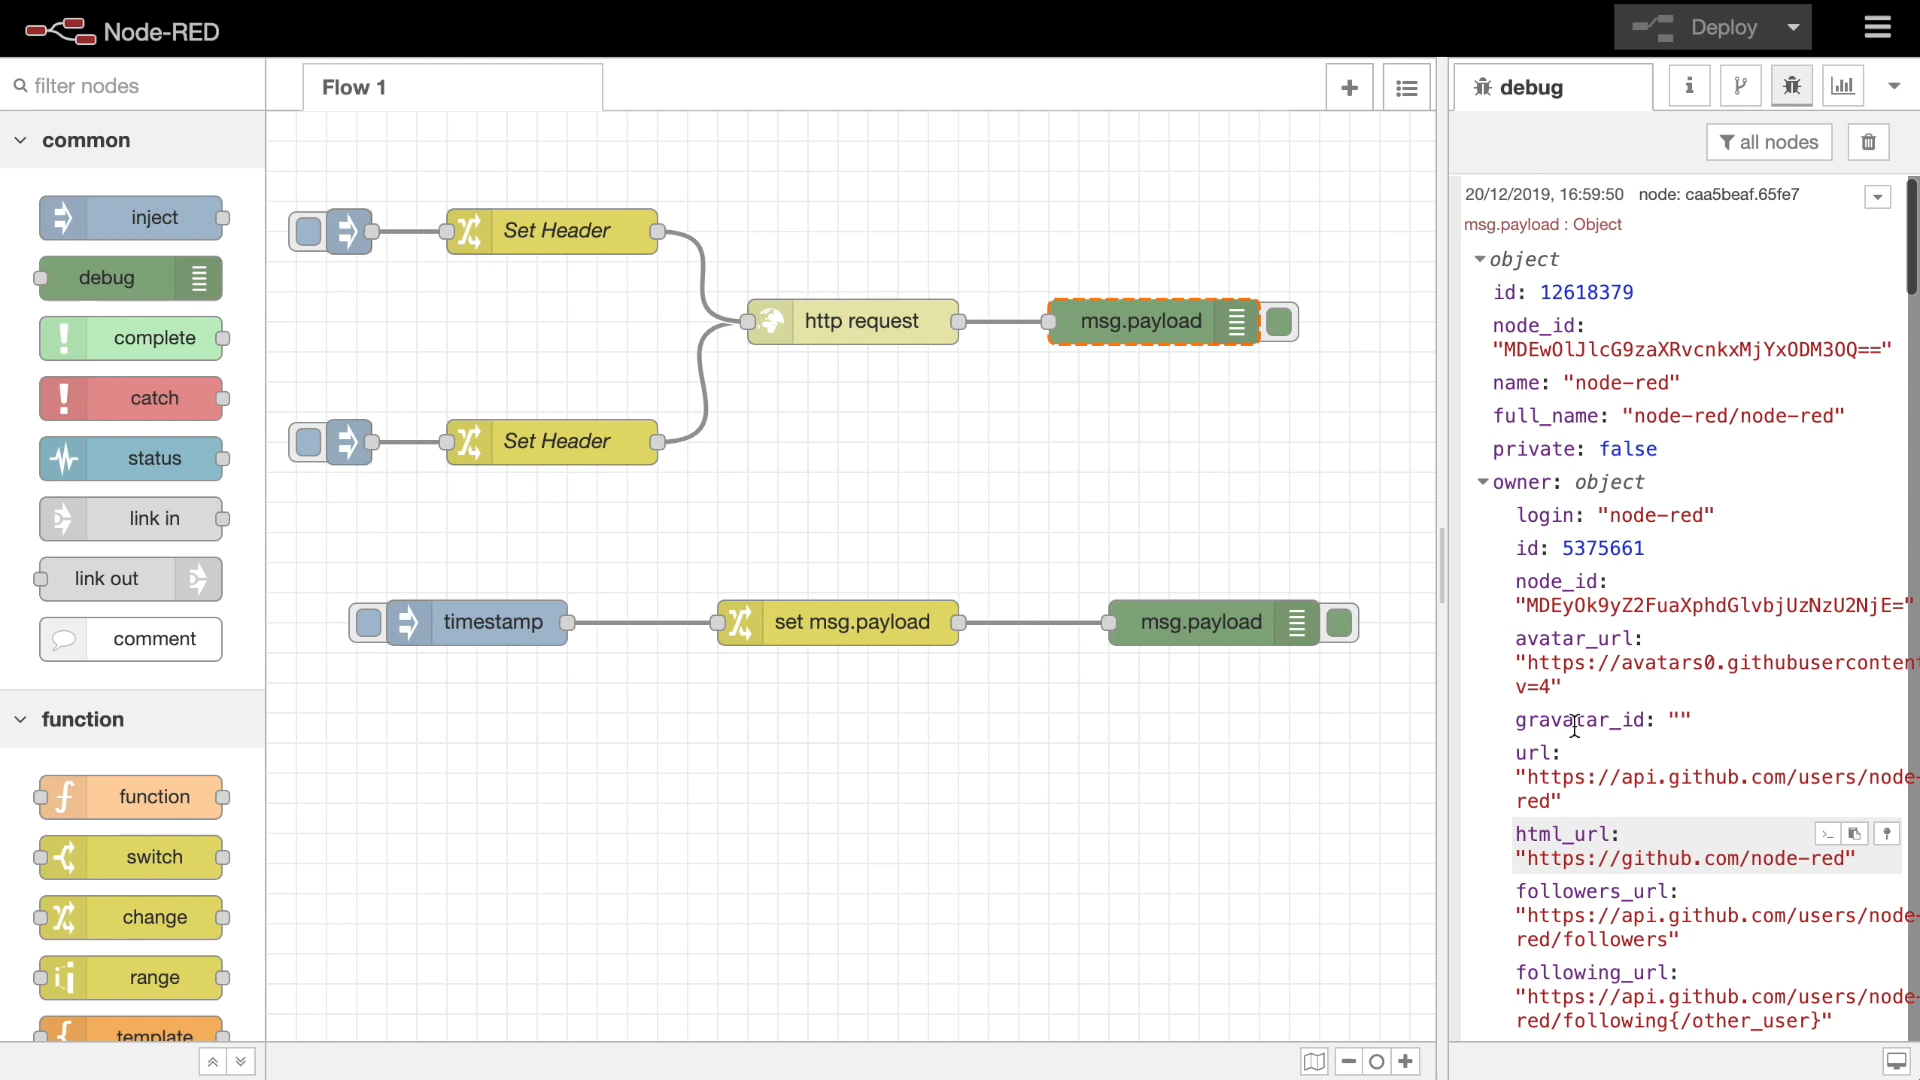 Node-RED
Deploy
filter nodes
Flow 1
debug
i
all nodes
common
inject
debug
complete
catch
status
link in
link out
comment
function
function
switch
change
range
template
Set Header
http request
msg.payload
Set Header
timestamp
set msg.payload
msg.payload
20/12/2019, 16:59:50 node: caa5beaf.65fe7
msg.payload : Object
object
id: 12618379
node_id:
"MDEwOlJlcG9zaXRvcnkxMjYxODM3OQ=="
name: "node-red"
full_name: "node-red/node-red"
private: false
owner: object
login: "node-red"
id: 5375661
node_id:
"MDEyOk9yZ2FuaXphdGlvbjUzNzU2NjE="
avatar_url:
"https://avatars0.githubuserconten
v=4"
gravatar_id: ""
url:
"https://api.github.com/users/node-
red"
html_url:
"https://github.com/node-red"
followers_url:
"https://api.github.com/users/node-
red/followers"
following_url:
"https://api.github.com/users/node-
red/following{/other_user}"